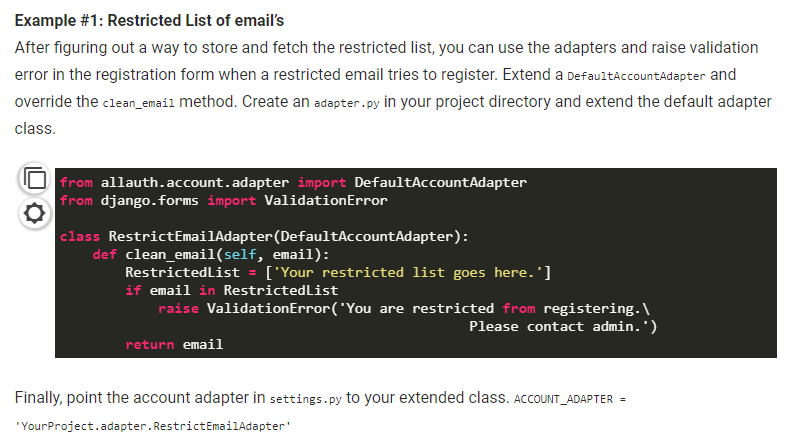 Example #1: Restricted List of email's
After figuring out a way to store and fetch the restricted list, you can use the adapters and raise validation
error in the registration form when a restricted email tries to register. Extend a DefaultAccountAdapter and
override the clean_email method. Create an adapter.py in your project directory and extend the default adapter
class.
from allauth.account.adapter import DefaultAccountAdapter
from django.forms import ValidationError
class RestrictEmailAdapter(DefaultAccountAdapter):
    def clean_email(self, email):
        RestrictedList = ['Your restricted list goes here.']
        if email in RestrictedList
            raise ValidationError('You are restricted from registering.\
                                                  Please contact admin.')
        return email
Finally, point the account adapter in settings.py to your extended class. ACCOUNT_ADAPTER =
'YourProject.adapter.RestrictEmailAdapter'